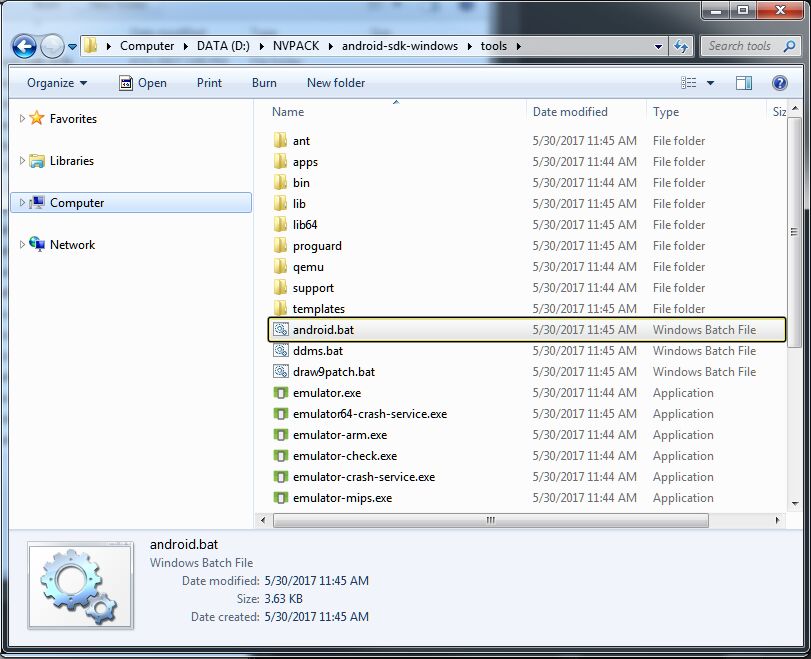 Computer DATA (D:) NVPACK android-sdk-windows tools Search tools
Organize Open Print Burn New folder
Name Date modified Type Siz
Favorites
Libraries
Computer
Network
ant 5/30/2017 11:45 AM File folder
apps 5/30/2017 11:44 AM File folder
bin 5/30/2017 11:44 AM File folder
lib 5/30/2017 11:45 AM File folder
lib64 5/30/2017 11:44 AM File folder
proguard 5/30/2017 11:45 AM File folder
qemu 5/30/2017 11:44 AM File folder
support 5/30/2017 11:44 AM File folder
templates 5/30/2017 11:45 AM File folder
android.bat 5/30/2017 11:45 AM Windows Batch File
ddms.bat 5/30/2017 11:45 AM Windows Batch File
draw9patch.bat 5/30/2017 11:45 AM Windows Batch File
emulator.exe 5/30/2017 11:44 AM Application
emulator64-crash-service.exe 5/30/2017 11:45 AM Application
emulator-arm.exe 5/30/2017 11:44 AM Application
emulator-check.exe 5/30/2017 11:44 AM Application
emulator-crash-service.exe 5/30/2017 11:45 AM Application
emulator-mips.exe 5/30/2017 11:44 AM Application
android.bat
Windows Batch File
Date modified: 5/30/2017 11:45 AM
Size: 3.63 KB
Date created: 5/30/2017 11:45 AM